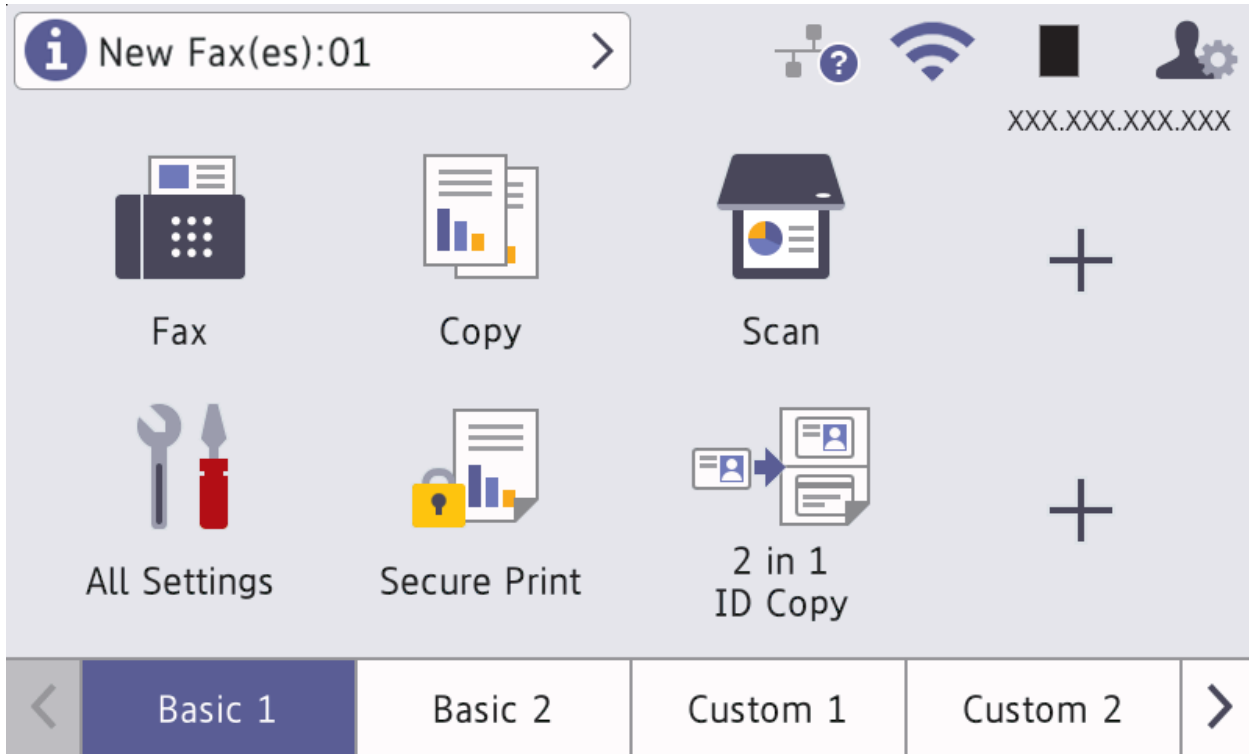 New Fax(es):01
XXX.XXX.XXX.XXX
Fax
Copy
Scan
All Settings
Secure Print
2 in 1
ID Copy
Basic 1
Basic 2
Custom 1
Custom 2